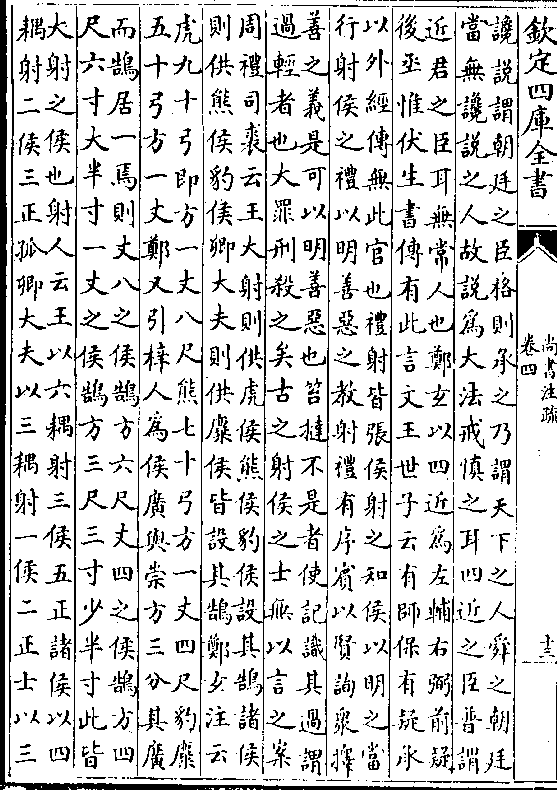 欽定四庫全書
尚書注疏
卷四
十三
讒説謂朝廷之臣格則承之乃謂天下之人舜之朝廷
當無讒説之人故説為大法戒慎之耳四近之臣普謂
近君之臣耳無常人也鄭玄以四近為左輔右弼前疑
後丞惟伏生書傳有此言文王世子云有師保有疑丞
以外經傳無此官也禮射皆張侯射之知侯以明之當
行射侯之禮以明善惡之教射禮有序賓以賢詢衆擇
善之義是可以明善惡也笞撻不是者使記識其過謂
過輕者也大罪刑殺之矣古之射侯之士無以言之案
周禮司裘云王大射則供虎侯熊侯豹侯設其鵠諸侯
則供熊侯豹侯卿大夫則供麋侯皆設其鵠鄭玄注云
虎九十弓即方一丈八尺熊七十弓方一丈四尺豹麋
五十弓方一丈鄭又引梓人為侯廣與崇方三分其廣
而鵠居一焉則丈八之侯鵠方六尺丈四之侯鵠方四
尺六寸大半寸一丈之侯鵠方三尺三寸少半寸此皆
大射之侯也射人云王以六耦射三侯五正諸侯以四
耦射二侯三正孤卿大夫以三耦射一侯二正士以三